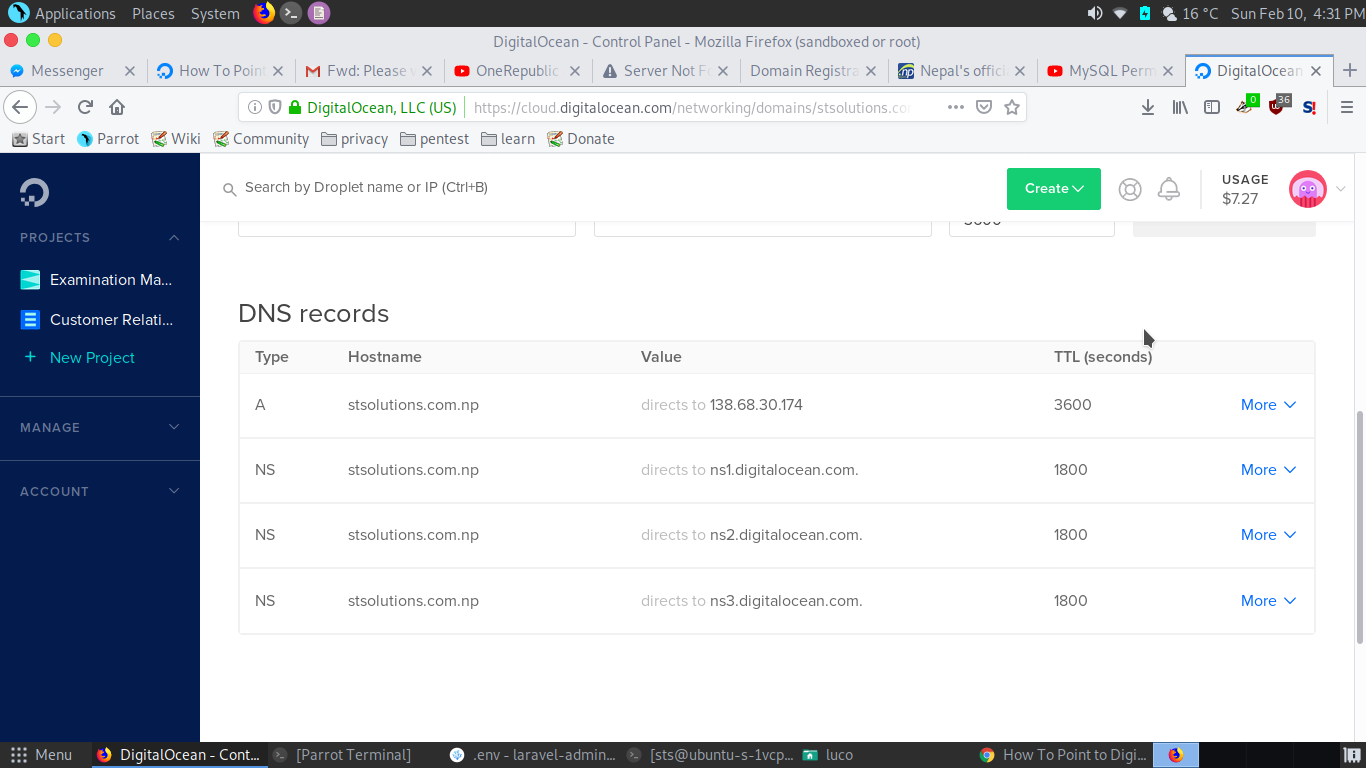 Applications Places System 16 °C Sun Feb 10, 4:31 PM
DigitalOcean - Control Panel - Mozilla Firefox (sandboxed or root)
Messenger How To Point Fwd: Please v OneRepublic Server Not Fo Domain Registra Nepal's offici MySQL Perm DigitalOcean
DigitalOcean, LLC (US) https://cloud.digitalocean.com/networking/domains/stsolutions.co 0 36 S!
Start Parrot Wiki Community privacy pentest learn Donate
Search by Droplet name or IP (Ctrl+B) Create USAGE
$7.27
PROJECTS
Examination Ma...
Customer Relati...
+ New Project
MANAGE
ACCOUNT
3600
DNS records
Type Hostname Value TTL (seconds)
A stsolutions.com.np directs to 138.68.30.174 3600 More
NS stsolutions.com.np directs to ns1.digitalocean.com. 1800 More
NS stsolutions.com.np directs to ns2.digitalocean.com. 1800 More
NS stsolutions.com.np directs to ns3.digitalocean.com. 1800 More
Menu DigitalOcean - Cont... [Parrot Terminal] .env - laravel-admin... [sts@ubuntu-s-1vcp... luco How To Point to Digi...